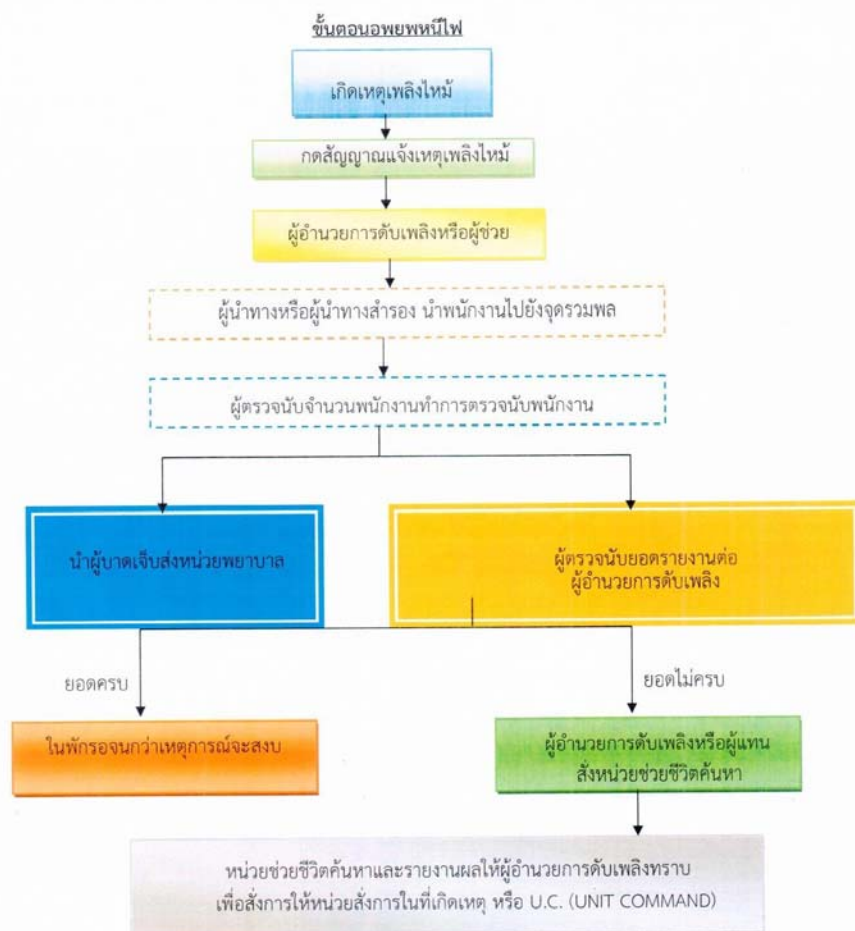 ขั้นตอนอพยพหนีไฟ
เกิดเหตุเพลิงไหม้
กดสัญญาณแจ้งเหตุเพลิงไหม้
ผู้อำนวยการดับเพลิงหรือผู้ช่วย
ผู้นำทางหรือผู้นำทางสำรอง นำพนักงานไปยังจุดรวมพล
ผู้ตรวจนับจำนวนพนักงานทำการตรวจนับพนักงาน
นำผู้บาดเจ็บส่งหน่วยพยาบาล
ผู้ตรวจนับยอดรายงานต่อ
ผู้อำนวยการดับเพลิง
ยอดครบ
ยอดไม่ครบ
ในพักรอจนกว่าเหตุการณ์จะสงบ
ผู้อำนวยการดับเพลิงหรือผู้แทน
สั่งหน่วยช่วยชีวิตค้นหา
หน่วยช่วยชีวิตค้นหาและรายงานผลให้ผู้อำนวยการดับเพลิงทราบ
เพื่อสั่งการให้หน่วยสั่งการในที่เกิดเหตุ หรือ U.C. (UNIT COMMAND)